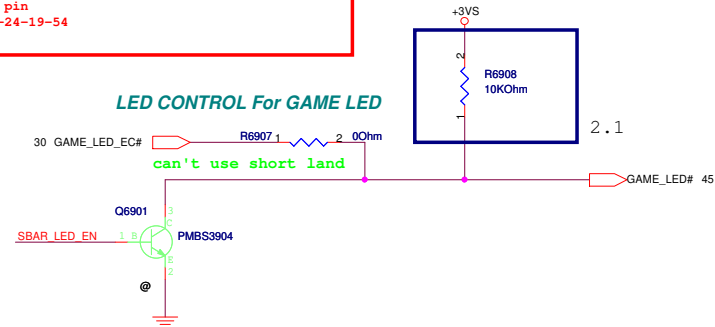 pin
-24-19-54
+3VS
2
R6908
10KOhm
1
2.1
LED CONTROL For GAME LED
30 GAME_LED_EC#
R6907 1
2 0Ohm
can't use short land
GAME_LED# 45
Q6901
3
C
SBAR_LED_EN
1 B
PMBS3904
E
2
@